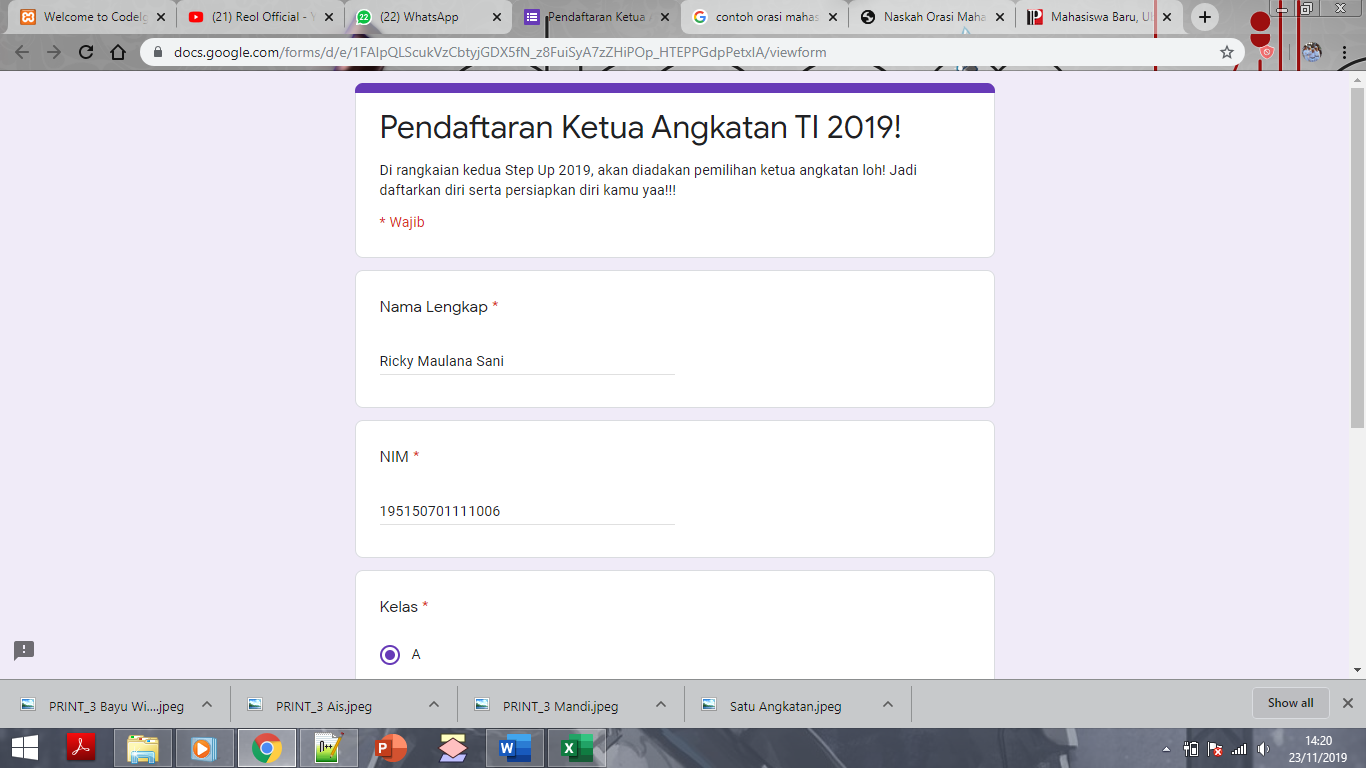 Welcome to CodeIg
(21) Reol Official - Y
(22) WhatsApp
Pendaftaran Ketua A
contoh orasi mahas
Naskah Orasi Maha
Mahasiswa Baru, Ub
docs.google.com/forms/d/e/1FAIpQLScukVzCbtyjGDX5fN_z8FuiSyA7zZHiPOp_HTEPPGdpPetxIA/viewform
Pendaftaran Ketua Angkatan TI 2019!
Di rangkaian kedua Step Up 2019, akan diadakan pemilihan ketua angkatan loh! Jadi
daftarkan diri serta persiapkan diri kamu yaa!!!
* Wajib
Nama Lengkap *
Ricky Maulana Sani
NIM *
195150701111006
Kelas *
A
PRINT_3 Bayu Wi....jpeg
PRINT_3 Ais.jpeg
PRINT_3 Mandi.jpeg
Satu Angkatan.jpeg
Show all
14:20
23/11/2019